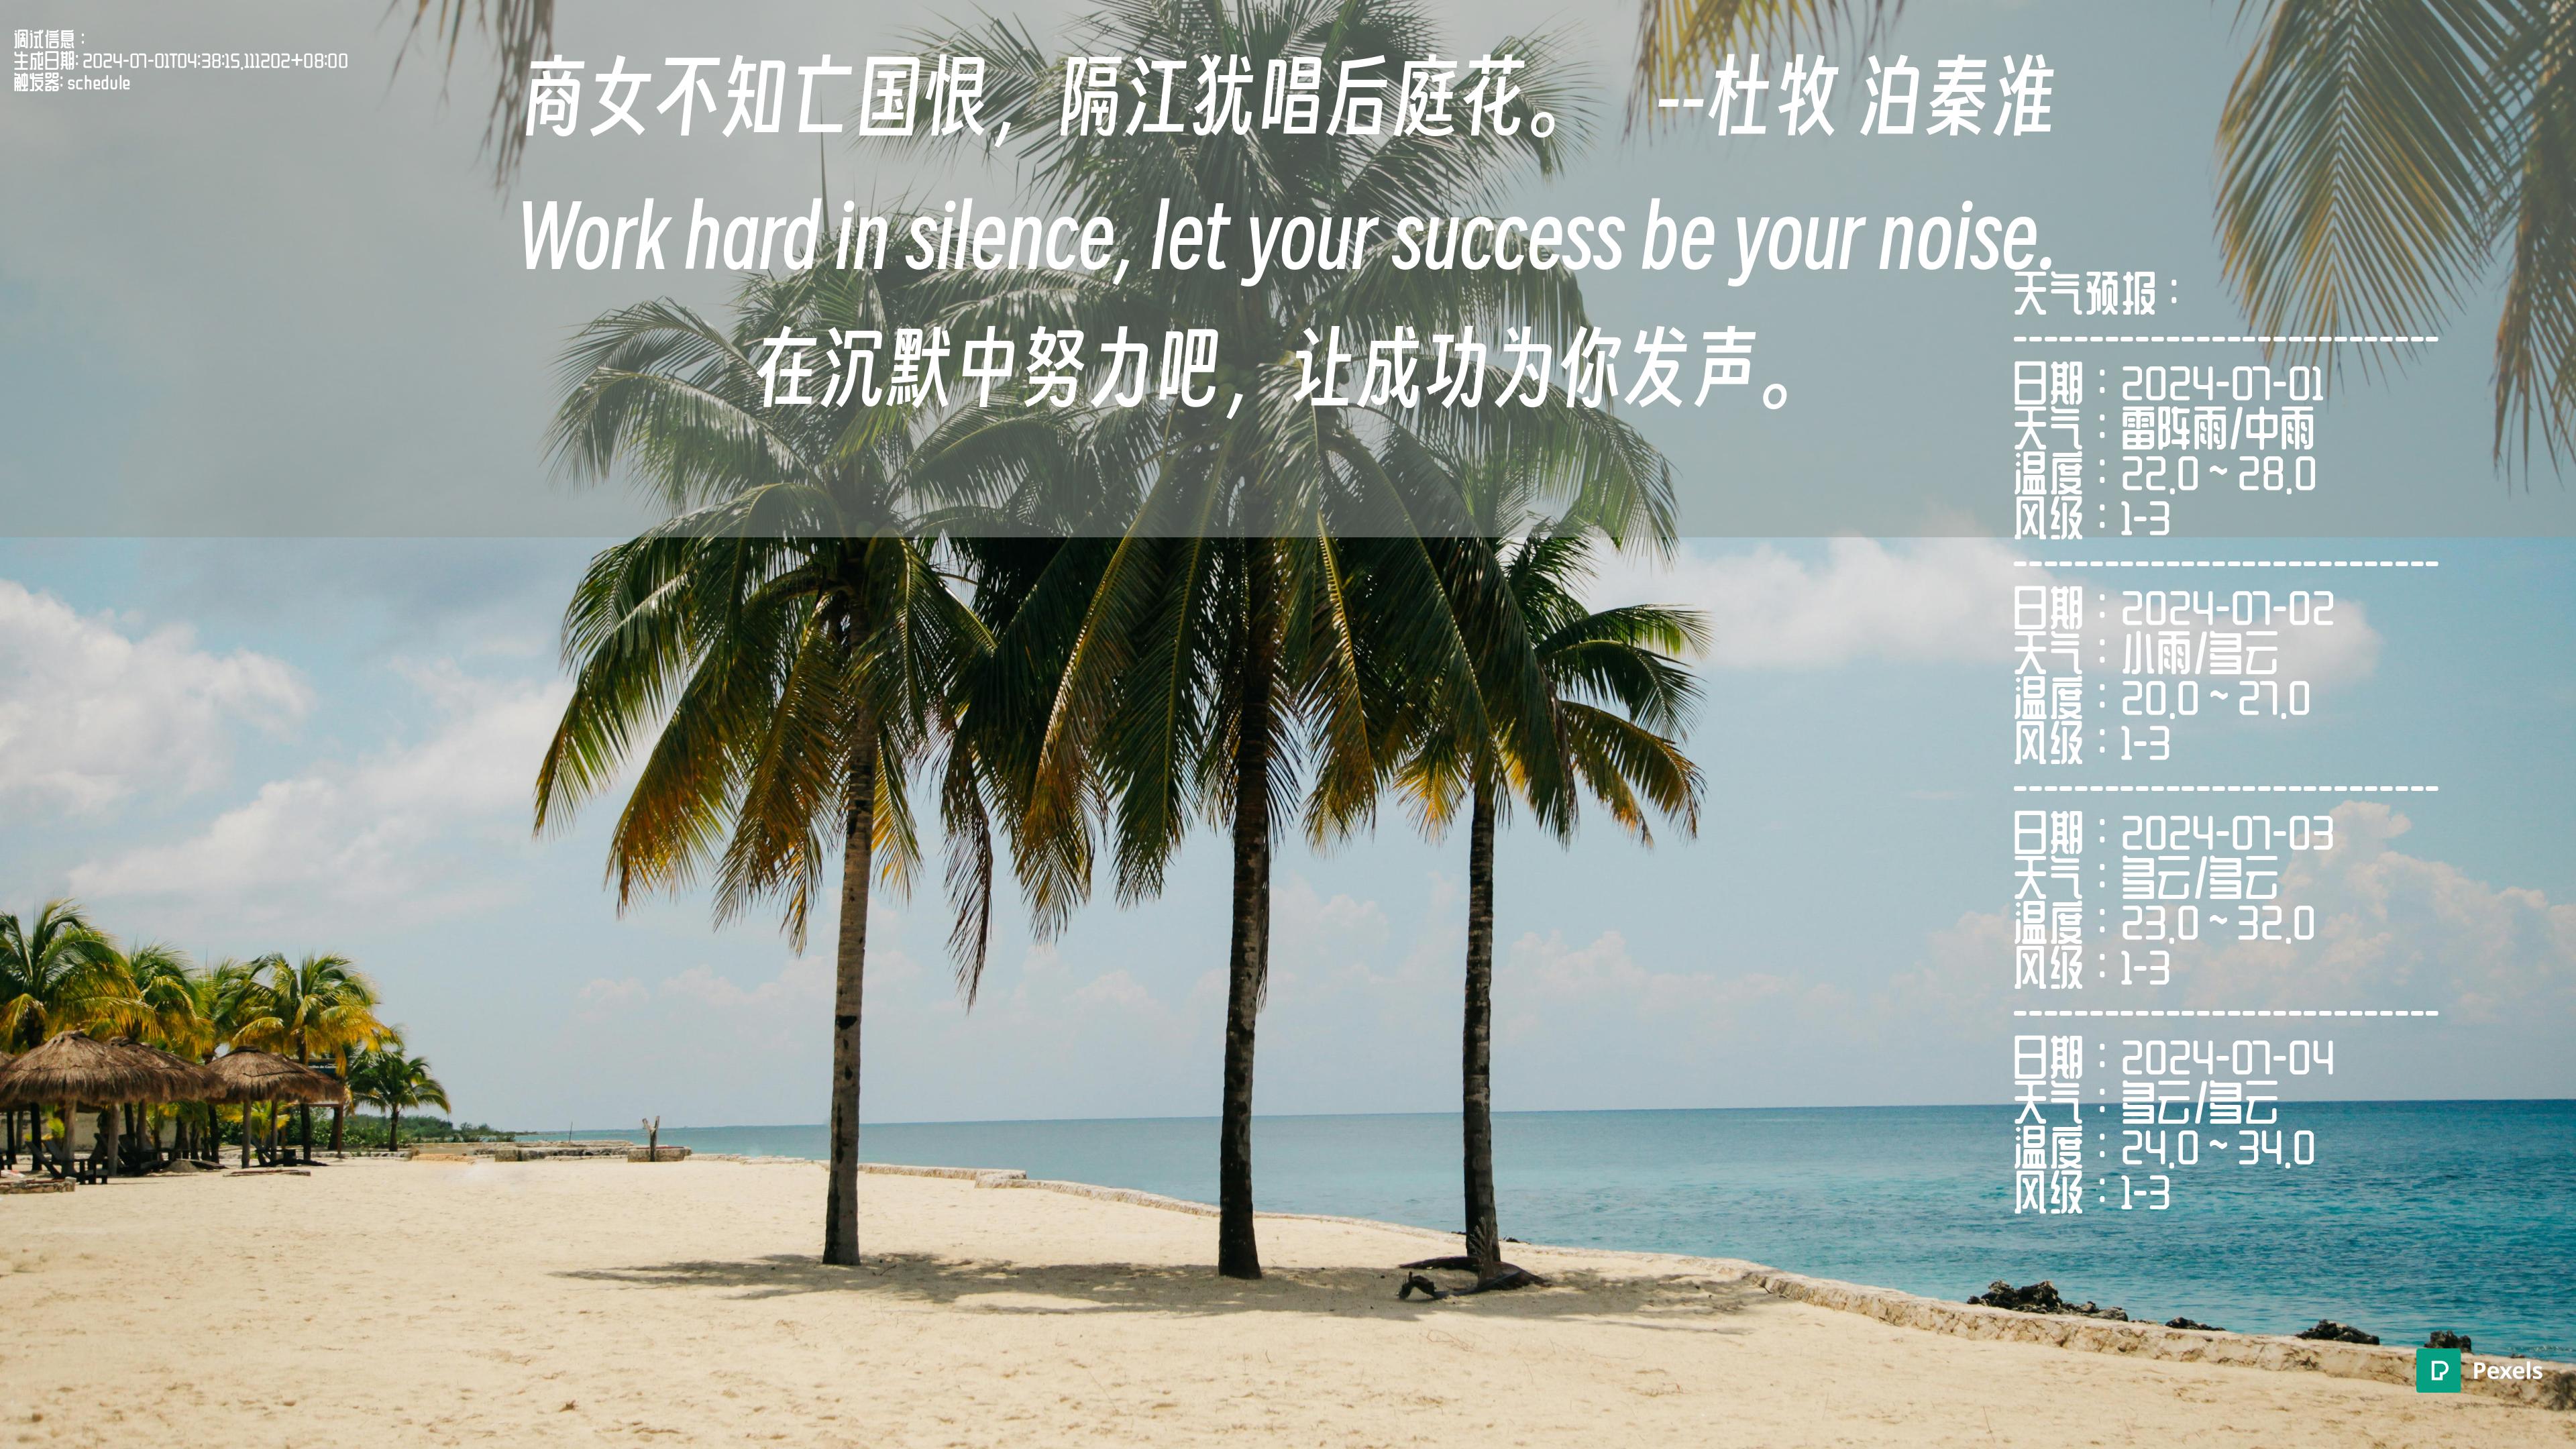 调试信息：
生成日期: 2024-07-01T04:38:15.111202+08:00
触发器: schedule
商女不知亡国恨，隔江犹唱后庭花。 --杜牧 泊秦淮
Work hard in silence, let your success be your noise.
在沉默中努力吧，让成功为你发声。
天气预报：
------------------------------
日期：2024-07-01
天气：雷阵雨/中雨
温度：22.0 ~ 28.0
风级：1-3
------------------------------
日期：2024-07-02
天气：小雨/多云
温度：20.0 ~ 27.0
风级：1-3
------------------------------
日期：2024-07-03
天气：多云/多云
温度：23.0 ~ 32.0
风级：1-3
------------------------------
日期：2024-07-04
天气：多云/多云
温度：24.0 ~ 34.0
风级：1-3
Pexels